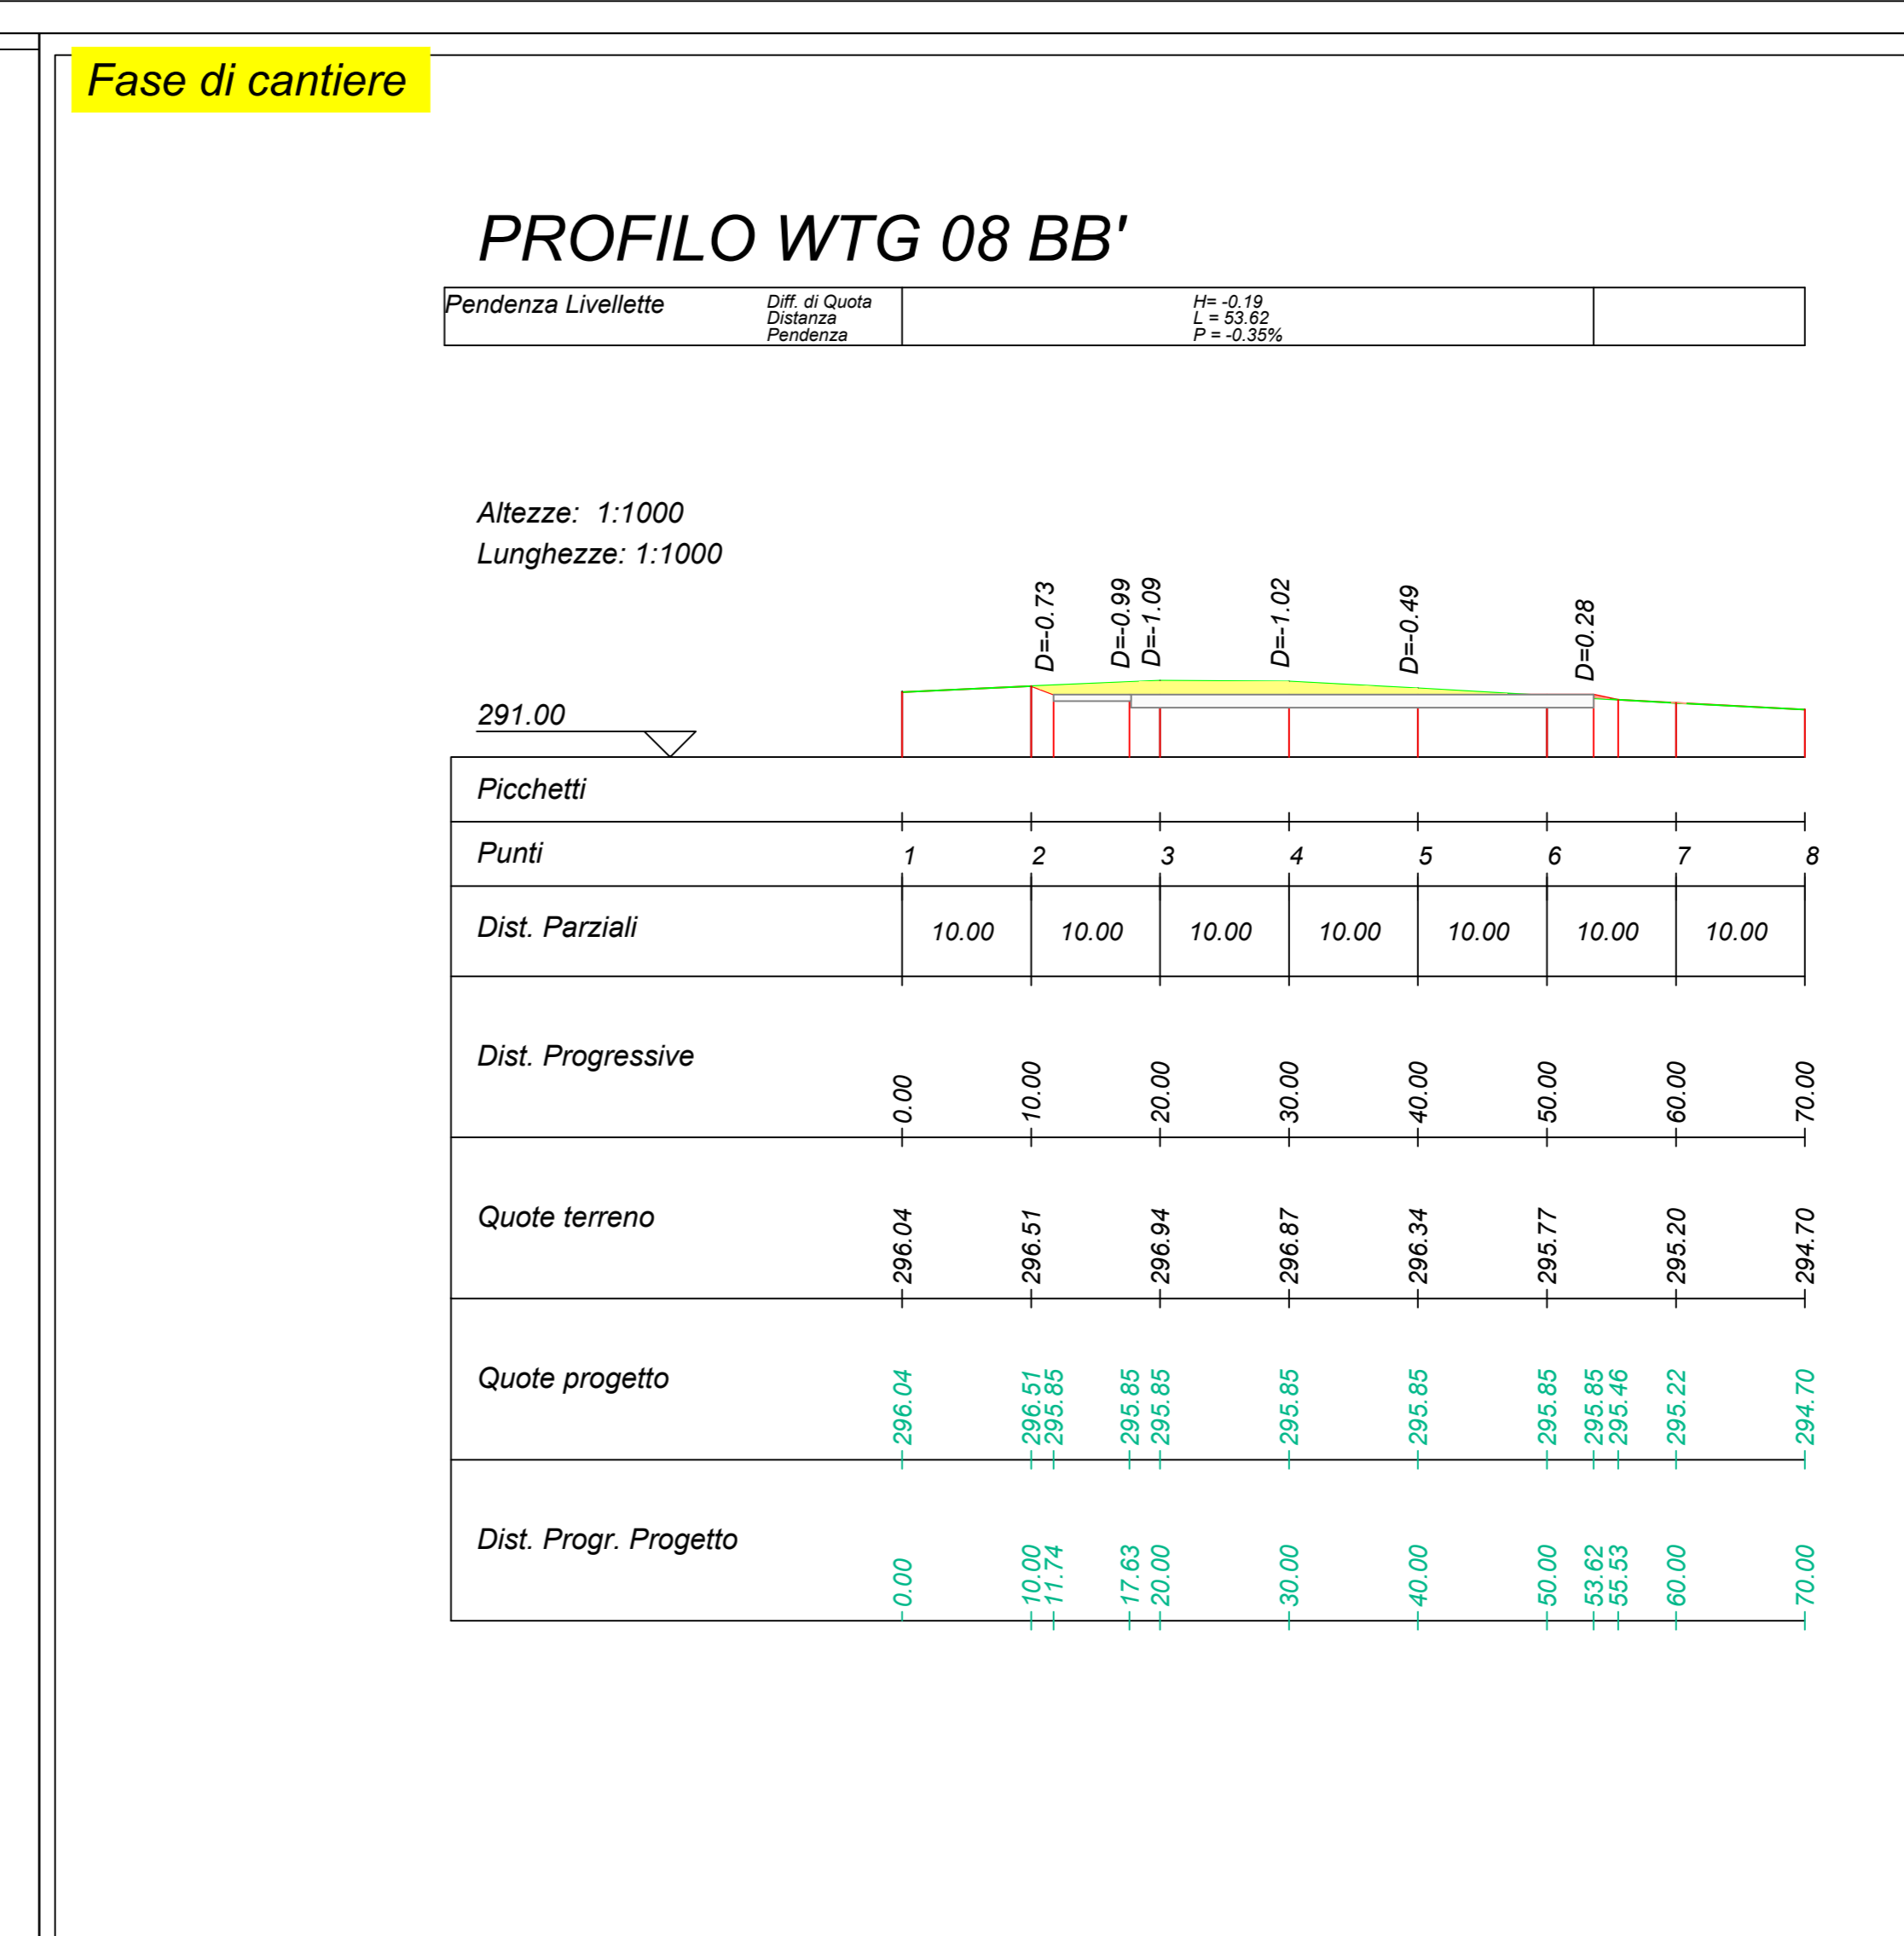 Fase di cantiere
PROFILO WTG 08 BB'
Pendenza Livellette
Diff. di Quota
Distanza
Pendenza
H= -0.19
L = 53.62
P = -0.35%
Altezze: 1:1000
Lunghezze: 1:1000
D=-0.73 D=-0.99 D=-1.09 D=-1.02 D=-0.49 D=0.28
291.00
Picchetti
Punti 1 2 3 4 5 6 7 8
Dist. Parziali 10.00 10.00 10.00 10.00 10.00 10.00 10.00
Dist. Progressive 0.00 10.00 20.00 30.00 40.00 50.00 60.00 70.00
Quote terreno 296.04 296.51 296.94 296.87 296.34 295.77 295.20 294.70
Quote progetto 296.04 296.51 295.85 295.85 295.85 295.85 295.85 295.85 295.85 295.46 295.22 294.70
Dist. Progr. Progetto 0.00 10.00 11.74 17.63 20.00 30.00 40.00 50.00 53.62 55.53 60.00 70.00